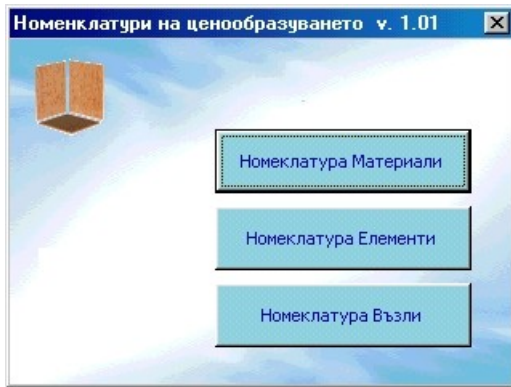 Номенклатури на ценообразуването v. 1.01
Номеклатура Материали
Номеклатура Елементи
Номеклатура Възли